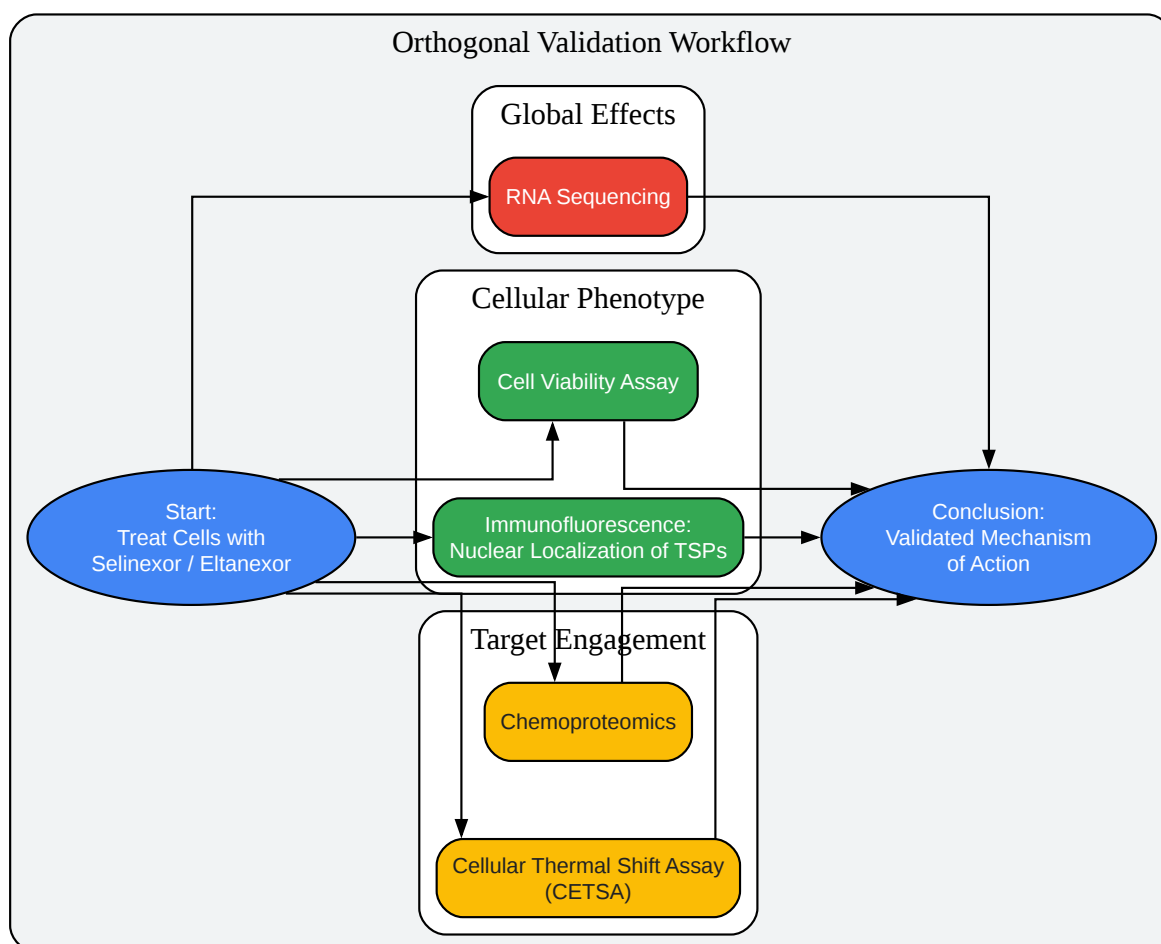 Orthogonal Validation Workflow
Global Effects
RNA Sequencing
Cellular Phenotype
Cell Viability Assay
Start:
Treat Cells with
Selinexor / Eltanexor
Immunofluorescence:
Nuclear Localization of TSPs
Conclusion:
Validated Mechanism
of Action
Target Engagement
Chemoproteomics
Cellular Thermal Shift Assay
(CETSA)